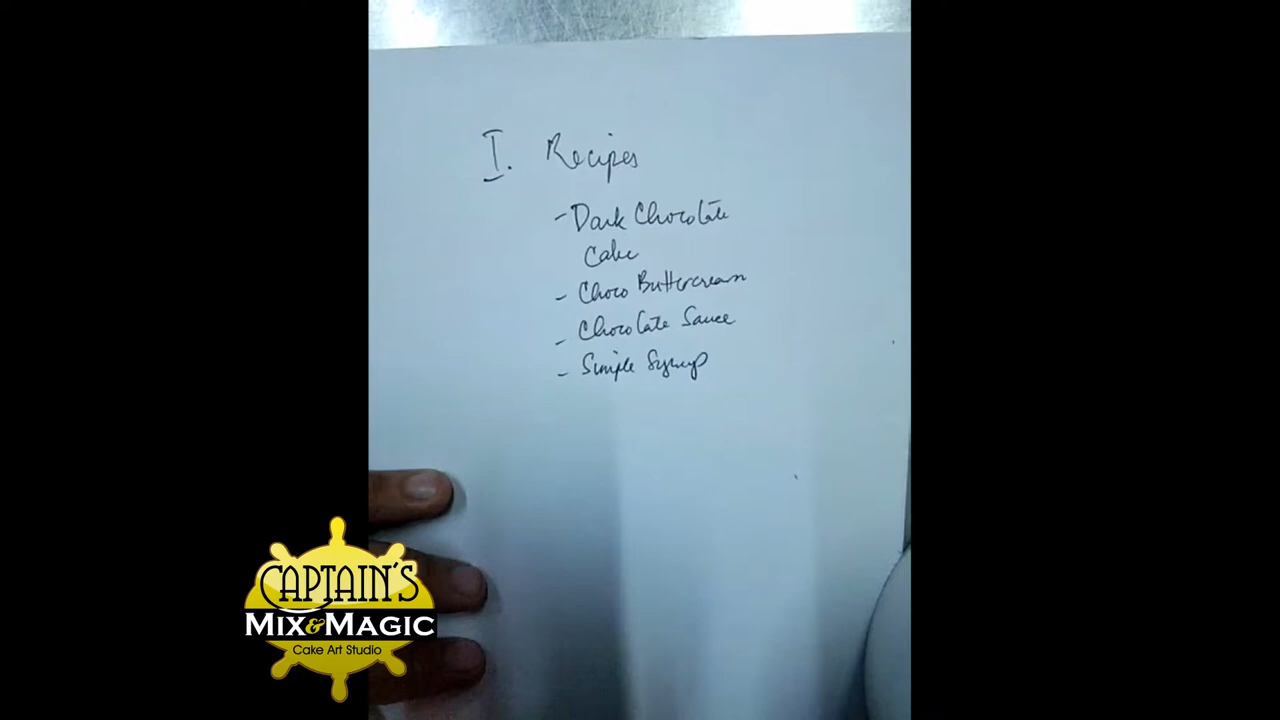 I. Recipes
- Dark Chocolate
Cake
- Choco Buttercream
- Chocolate Sauce
- Simple Syrup
CAPTAIN'S
MIX & MAGIC
Cake Art Studio